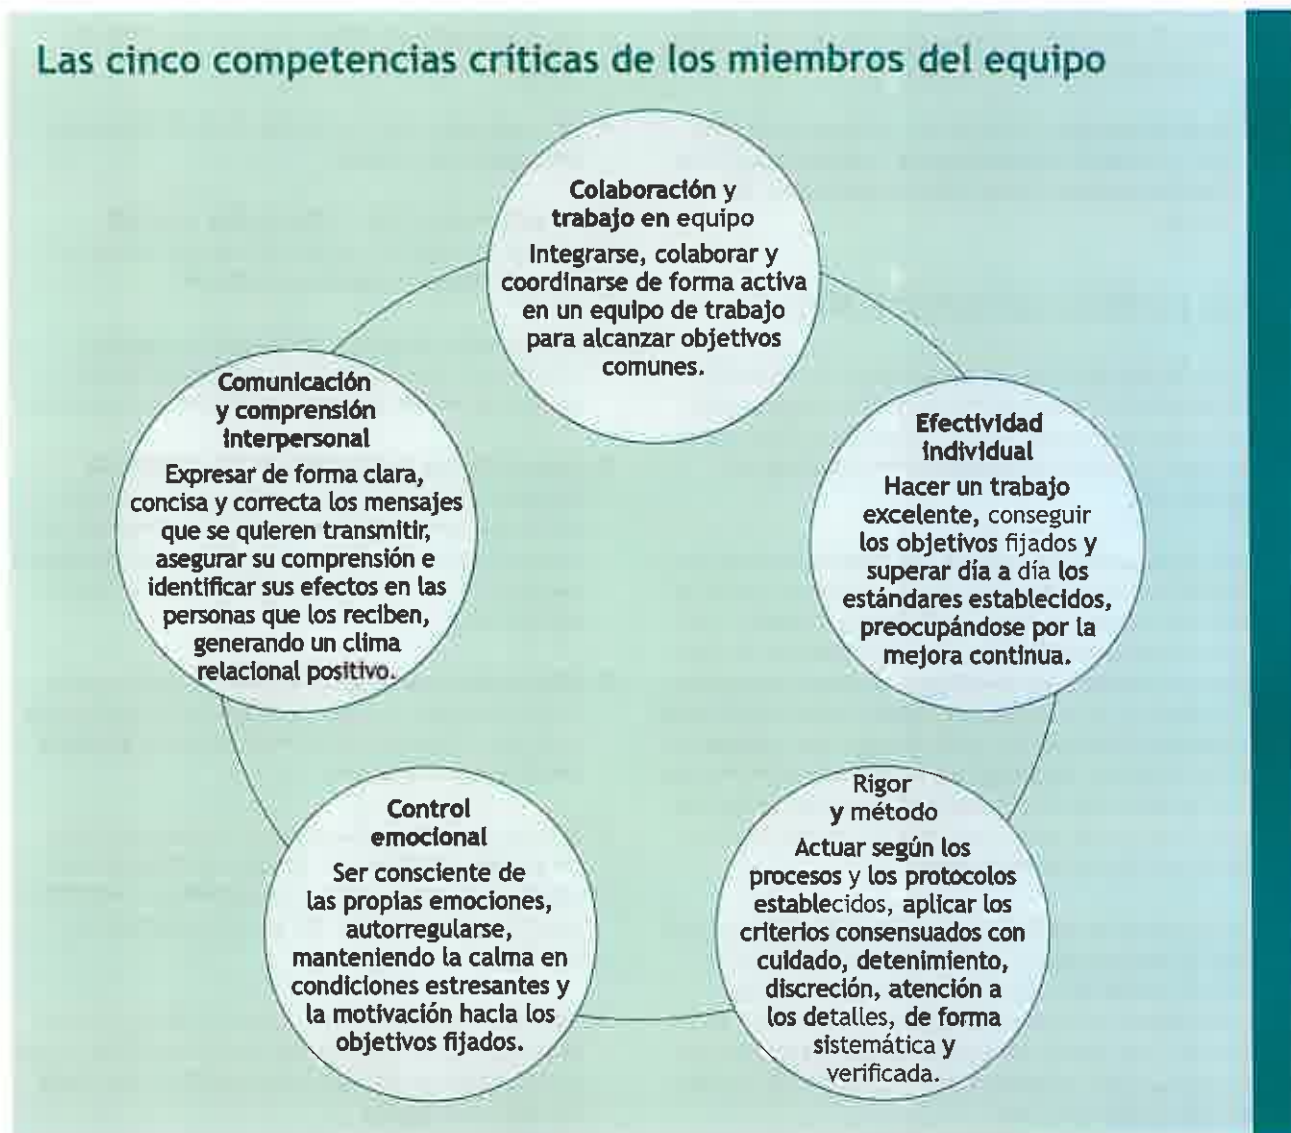 Las cinco competencias críticas de los miembros del equipo
Colaboración y
trabajo en equipo
Integrarse, colaborar y
coordinarse de forma activa
en un equipo de trabajo
para alcanzar objetivos
comunes.
Comunicación
y comprensión
interpersonal
Expresar de forma clara,
concisa y correcta los mensajes
que se quieren transmitir,
asegurar su comprensión e
identificar sus efectos en las
personas que los reciben,
generando un clima
relacional positivo.
Efectividad
individual
Hacer un trabajo
excelente, conseguir
los objetivos fijados y
superar día a día los
estándares establecidos,
preocupándose por la
mejora continua.
Control
emocional
Ser consciente de
las propias emociones,
autorregularse,
manteniendo la calma en
condiciones estresantes y
la motivación hacia los
objetivos fijados.
Rigor
y método
Actuar según los
procesos y los protocolos
establecidos, aplicar los
criterios consensuados con
cuidado, detenimiento,
discreción, atención a
los detalles, de forma
sistemática y
verificada.